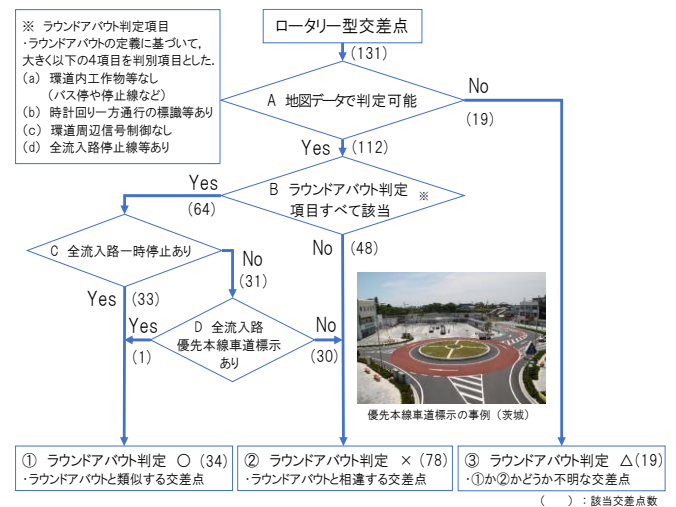 ※ ラウンドアバウト判定項目
・ラウンドアバウトの定義に基づいて,
大きく以下の4項目を判別項目とした.
(a) 環道内工作物等なし
(バス停や停止線など)
(b) 時計回り一方通行の標識等あり
(c) 環道周辺信号制御なし
(d) 全流入路停止線等あり
ロータリー型交差点
(131)
A 地図データで判定可能
No
(19)
Yes
(112)
B ラウンドアバウト判定
項目すべて該当
※
Yes
(64)
No
(48)
C 全流入路一時停止あり
No
(31)
Yes
(33)
D 全流入路
優先本線車道標示
あり
Yes
(1)
No
(30)
優先本線車道標示の事例(茨城)
① ラウンドアバウト判定 〇 (34)
・ラウンドアバウトと類似する交差点
② ラウンドアバウト判定 × (78)
・ラウンドアバウトと相違する交差点
③ ラウンドアバウト判定 △(19)
・①か②かどうか不明な交差点
( ):該当交差点数